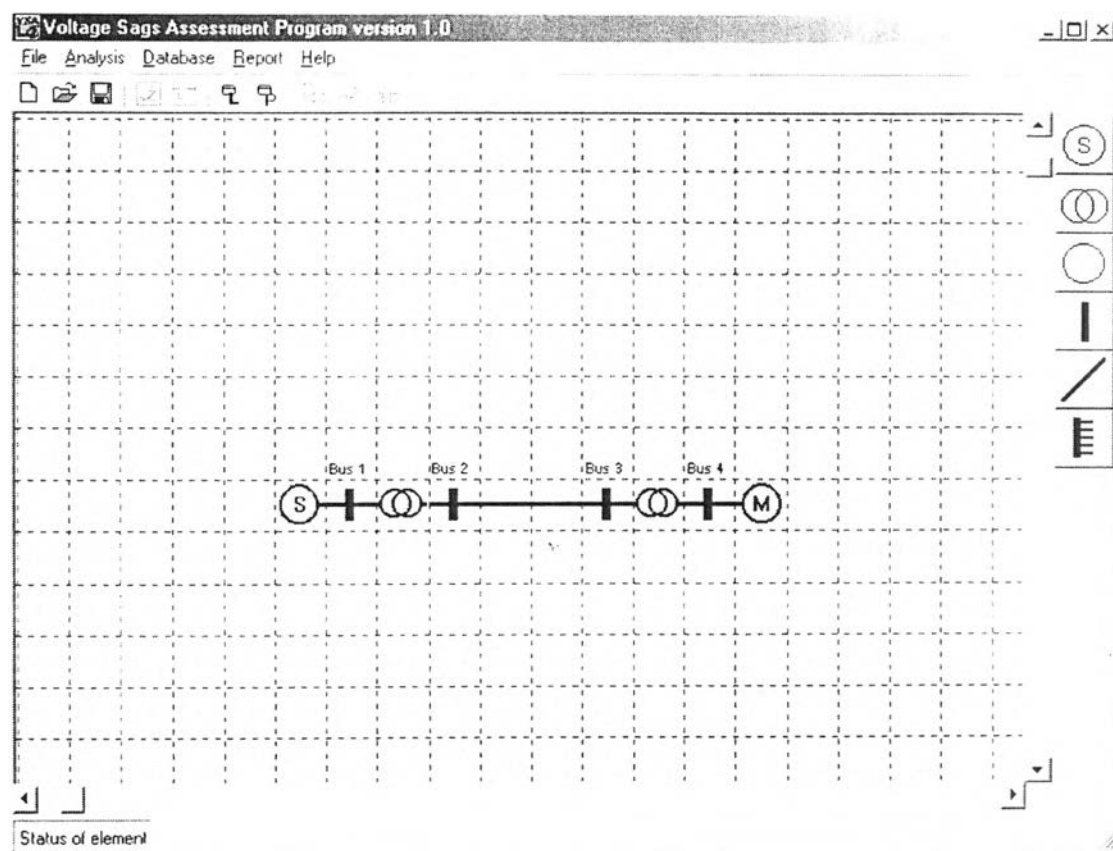 Voltage Sags Assessment Program version 1.0
File Analysis Database Report Help
S
Bus 1 Bus 2 Bus 3 Bus 4
S M
Status of element